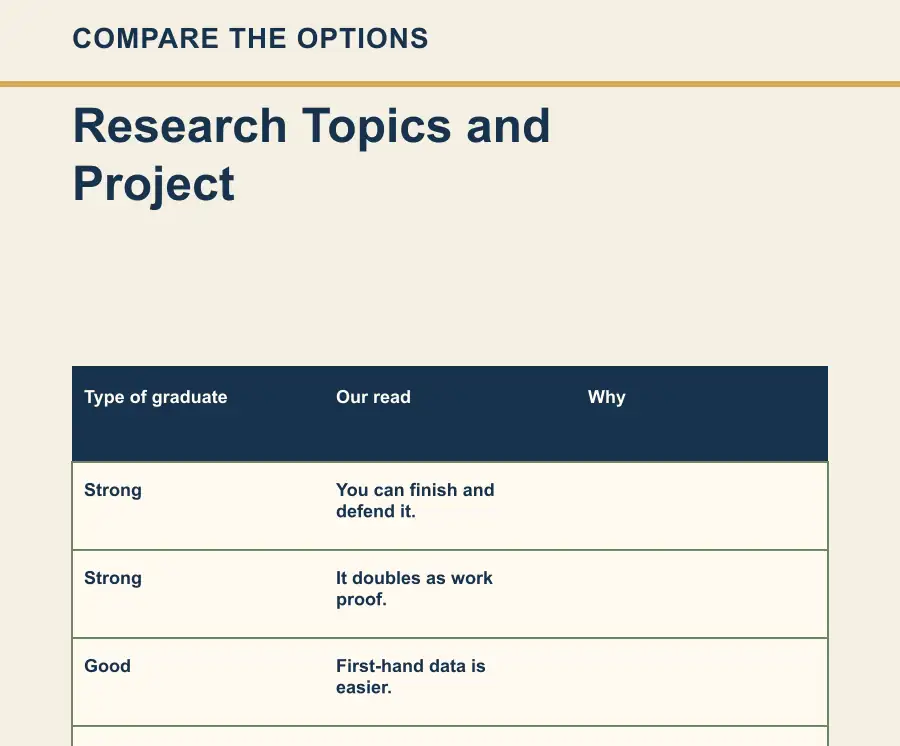 COMPARE THE OPTIONS
Research Topics and
Project
Type of graduate Our read Why
Strong You can finish and
defend it.
Strong It doubles as work
proof.
Good First-hand data is
easier.